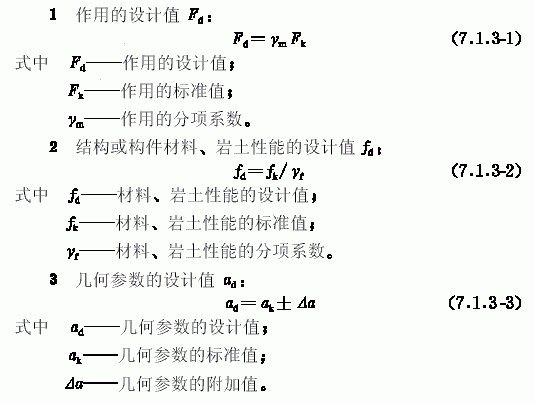 1 作用的设计值 Fd：
Fd＝γm Fk （7.1.3-1）
式中 Fd——作用的设计值；
Fk——作用的标准值；
γm——作用的分项系数。
2 结构或构件材料、岩土性能的设计值 fd：
fd＝fk/γf （7.1.3-2）
式中 fd——材料、岩土性能的设计值；
fk——材料、岩土性能的标准值；
γf——材料、岩土性能的分项系数。
3 几何参数的设计值 ad：
ad＝ak±Δa （7.1.3-3）
式中 ad——几何参数的设计值；
ak——几何参数的标准值；
Δa——几何参数的附加值。